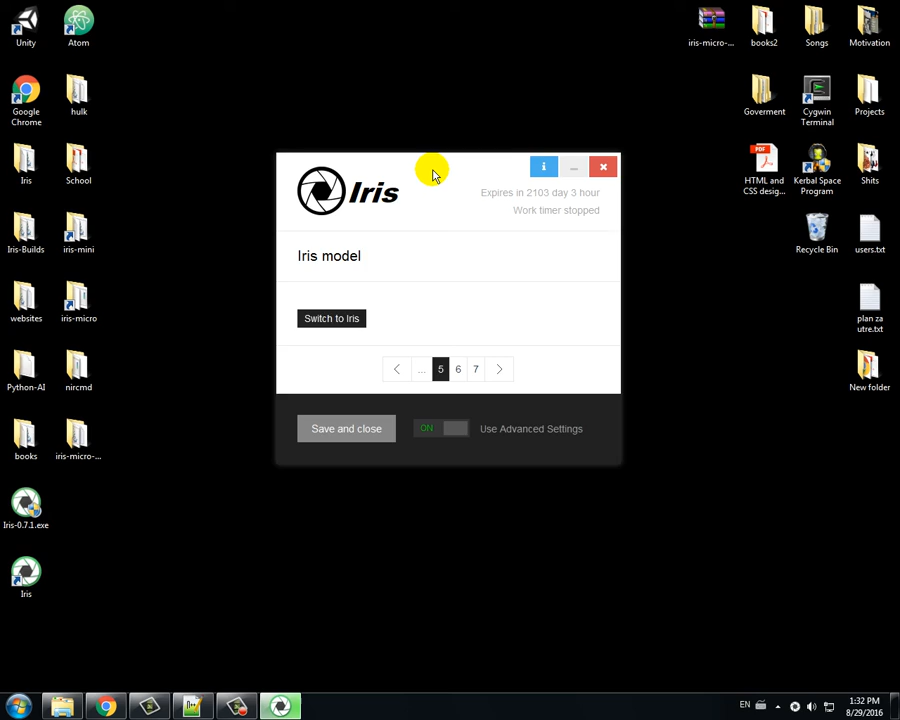 Unity
Atom
Google
Chrome
hulk
Iris
School
Iris-Builds
iris-mini
websites
iris-micro
Python-AI
nircmd
books
iris-micro-...
Iris-0.7.1.exe
Iris
iris-micro-...
books2
Songs
Motivation
Goverment
Cygwin
Terminal
Projects
PDF
HTML and
CSS desig...
Kerbal Space
Program
Shits
Recycle Bin
users.txt
plan za
utre.txt
New folder
Iris
i
Expires in 2103 day 3 hour
Work timer stopped
Iris model
Switch to Iris
... 5 6 7
Save and close
ON
Use Advanced Settings
EN
1:32 PM
8/29/2016